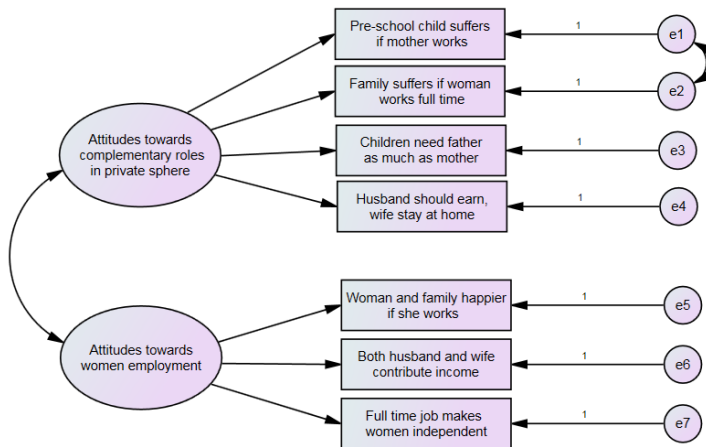 Pre-school child suffers
if mother works
1
e1
Family suffers if woman
works full time
1
e2
Attitudes towards
complementary roles
in private sphere
Children need father
as much as mother
1
e3
Husband should earn,
wife stay at home
1
e4
Woman and family happier
if she works
1
e5
Attitudes towards
women employment
Both husband and wife
contribute income
1
e6
Full time job makes
women independent
1
e7